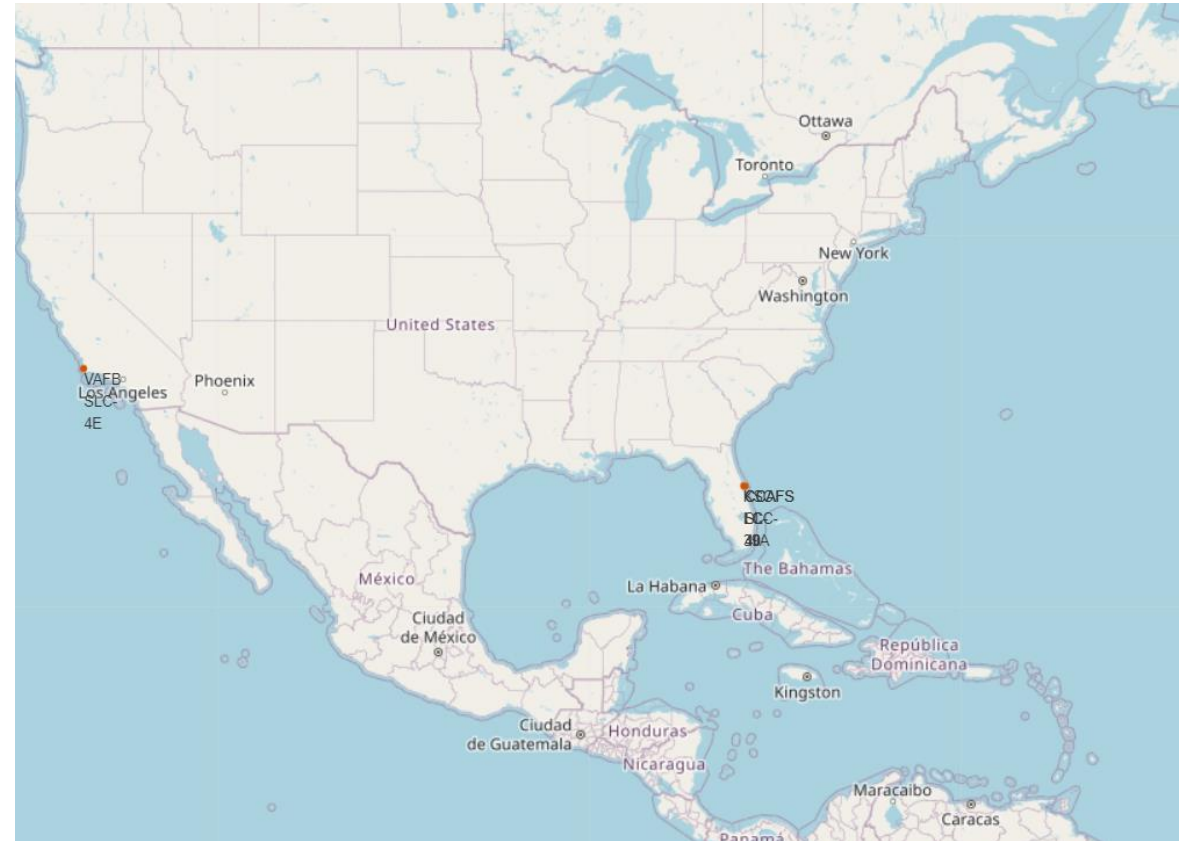 Ottawa
Toronto
New York
Washington
United States
Phoenix
VAFB
Los Angeles
SLC-
4E
The Bahamas
La Habana
México
Cuba
Ciudad
de México
República
Dominicana
Kingston
Ciudad
de Guatemala
Honduras
Nicaragua
Maracaibo
Caracas
Panamá